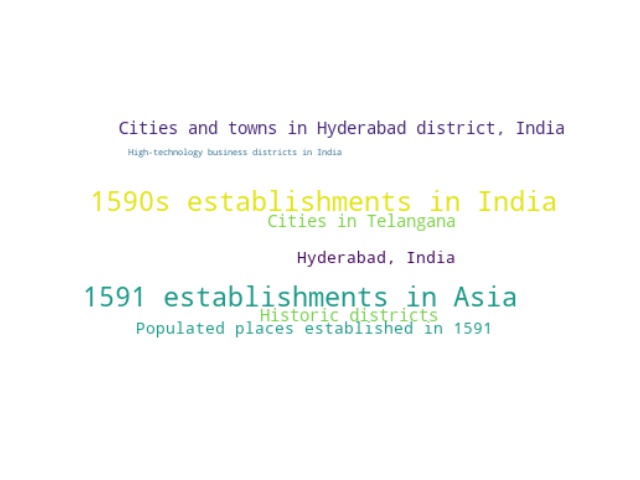 Cities and towns in Hyderabad district, India
High-technology business districts in India
1590s establishments in India
Cities in Telangana
Hyderabad, India
1591 establishments in Asia
Historic districts
Populated places established in 1591